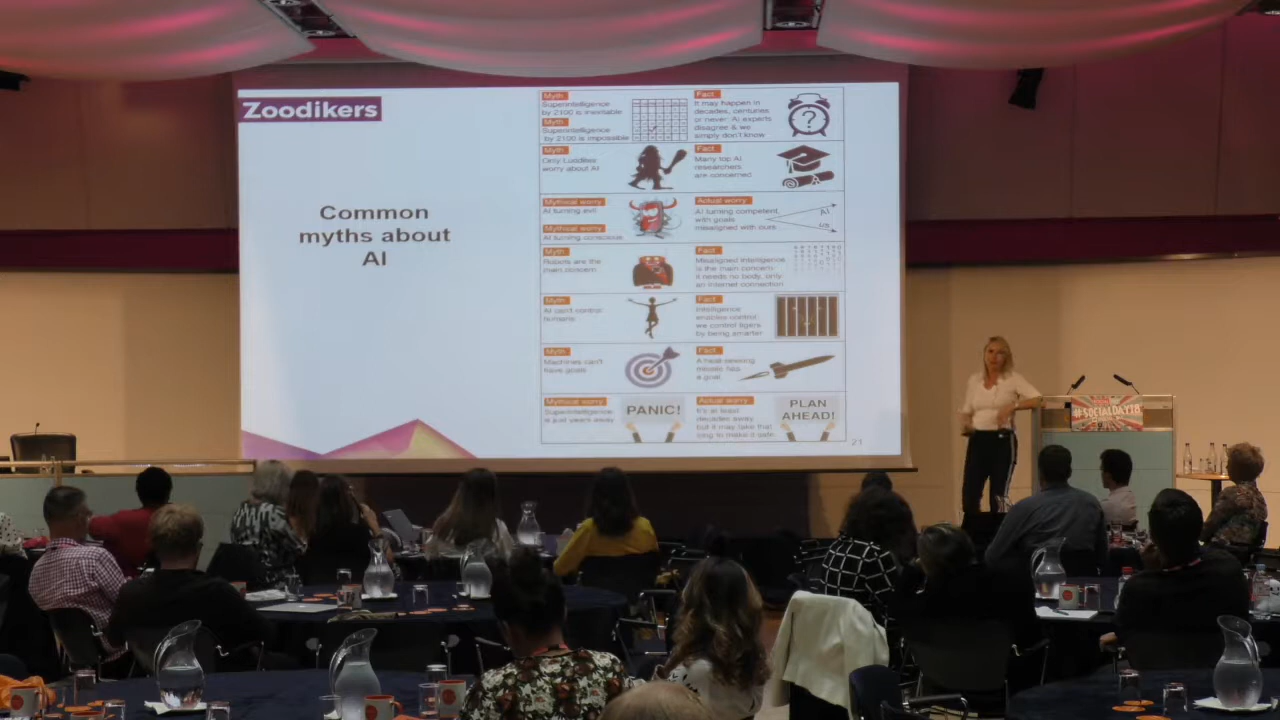 Zoodikers
Common
myths about
AI
Myth
Superintelligence
by 2100 is inevitable
Myth
Superintelligence
by 2100 is impossible
Fact
It may happen in
decades, centuries
or never: AI experts
disagree & we
simply don't know
?
Myth
Only Luddites
worry about AI
Fact
Many top AI
researchers
are concerned
Mythical worry
AI turning evil
Mythical worry
AI turning conscious
Actual worry
AI turning competent,
with goals
misaligned with ours
AI
US
Myth
Robots are the
main concern
Fact
Misaligned intelligence
is the main concern:
it needs no body, only
an internet connection
Myth
AI can't control
humans
Fact
Intelligence
enables control:
we control tigers
by being smarter
Myth
Machines can't
have goals
Fact
A heat-seeking
missile has
a goal
Mythical worry
Superintelligence
is just years away
PANIC!
Actual worry
It's at least
decades away,
but it may take that
long to make it safe
PLAN
AHEAD!
21
#SOCIALDAY18